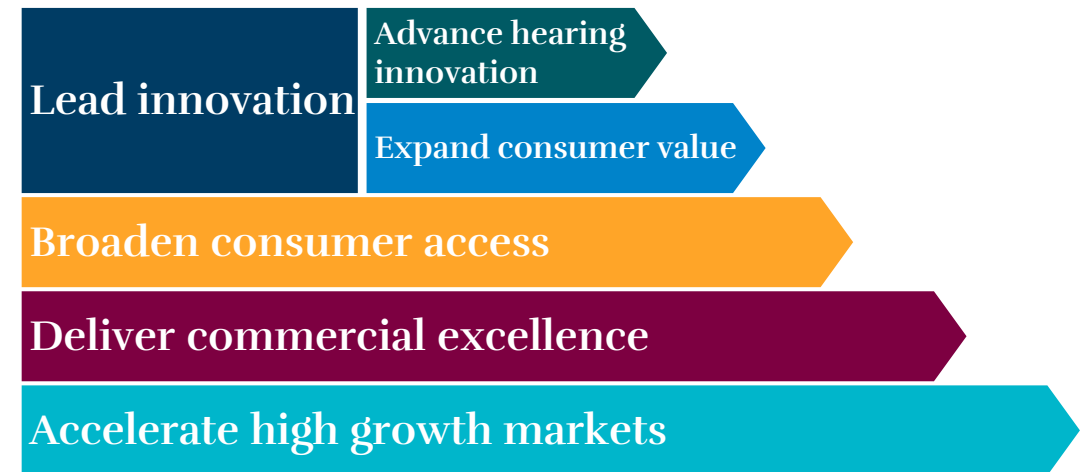 Lead innovation
Advance hearing
innovation
Expand consumer value
Broaden consumer access
Deliver commercial excellence
Accelerate high growth markets